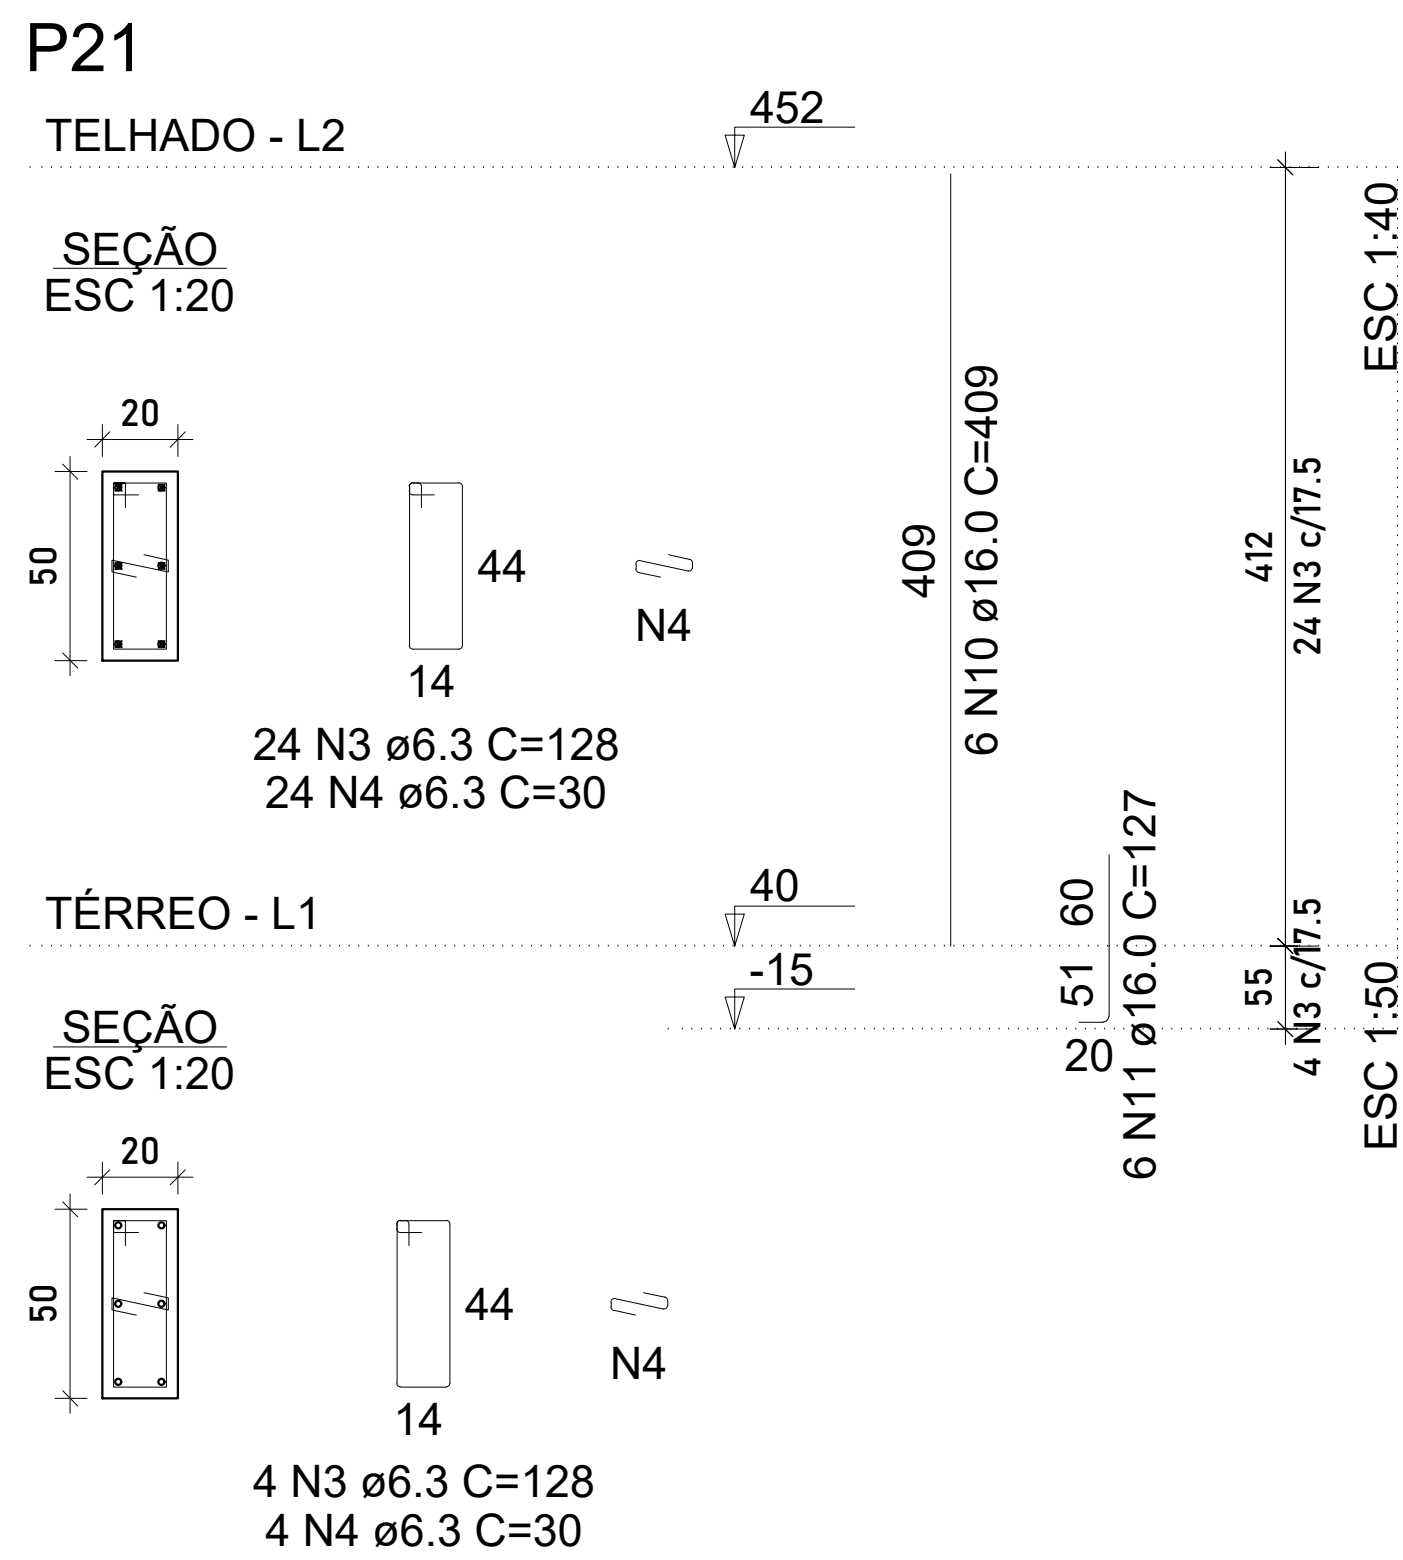 P21
TELHADO - L2
452
ESC 1:40
SEÇÃO
ESC 1:20
20
50
44
14
N4
24 N3 ø6.3 C=128
24 N4 ø6.3 C=30
409
6 N10 ø16.0 C=409
412
24 N3 c/17.5
TÉRREO - L1
40
-15
51 60
20
6 N11 ø16.0 C=127
55
4 N3 c/17.5
ESC 1:50
SEÇÃO
ESC 1:20
20
50
44
14
N4
4 N3 ø6.3 C=128
4 N4 ø6.3 C=30